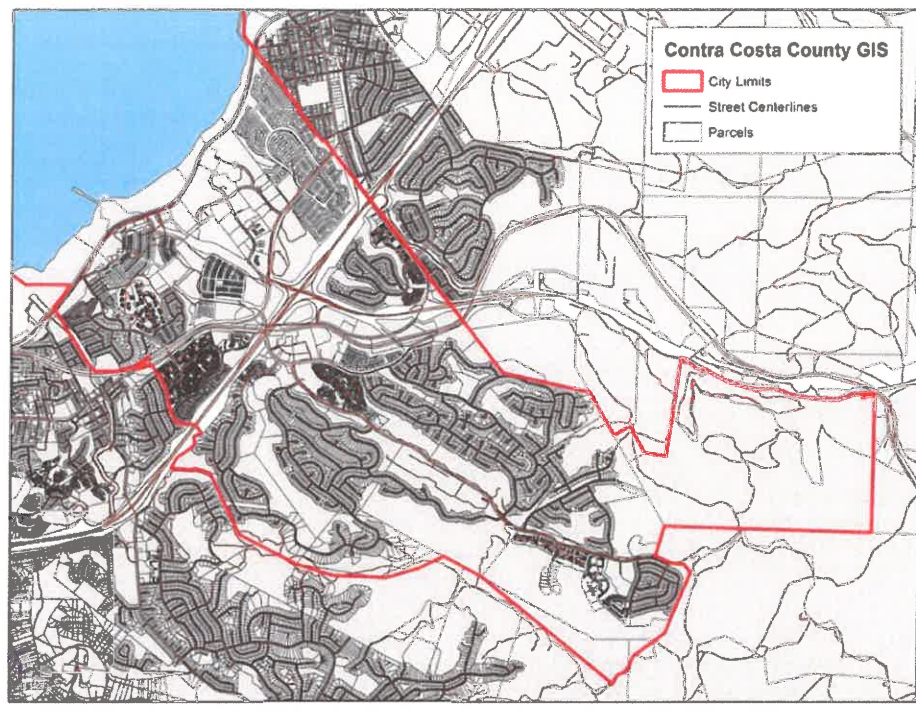 Contra Costa County GIS
City Limits
Street Centerlines
Parcels